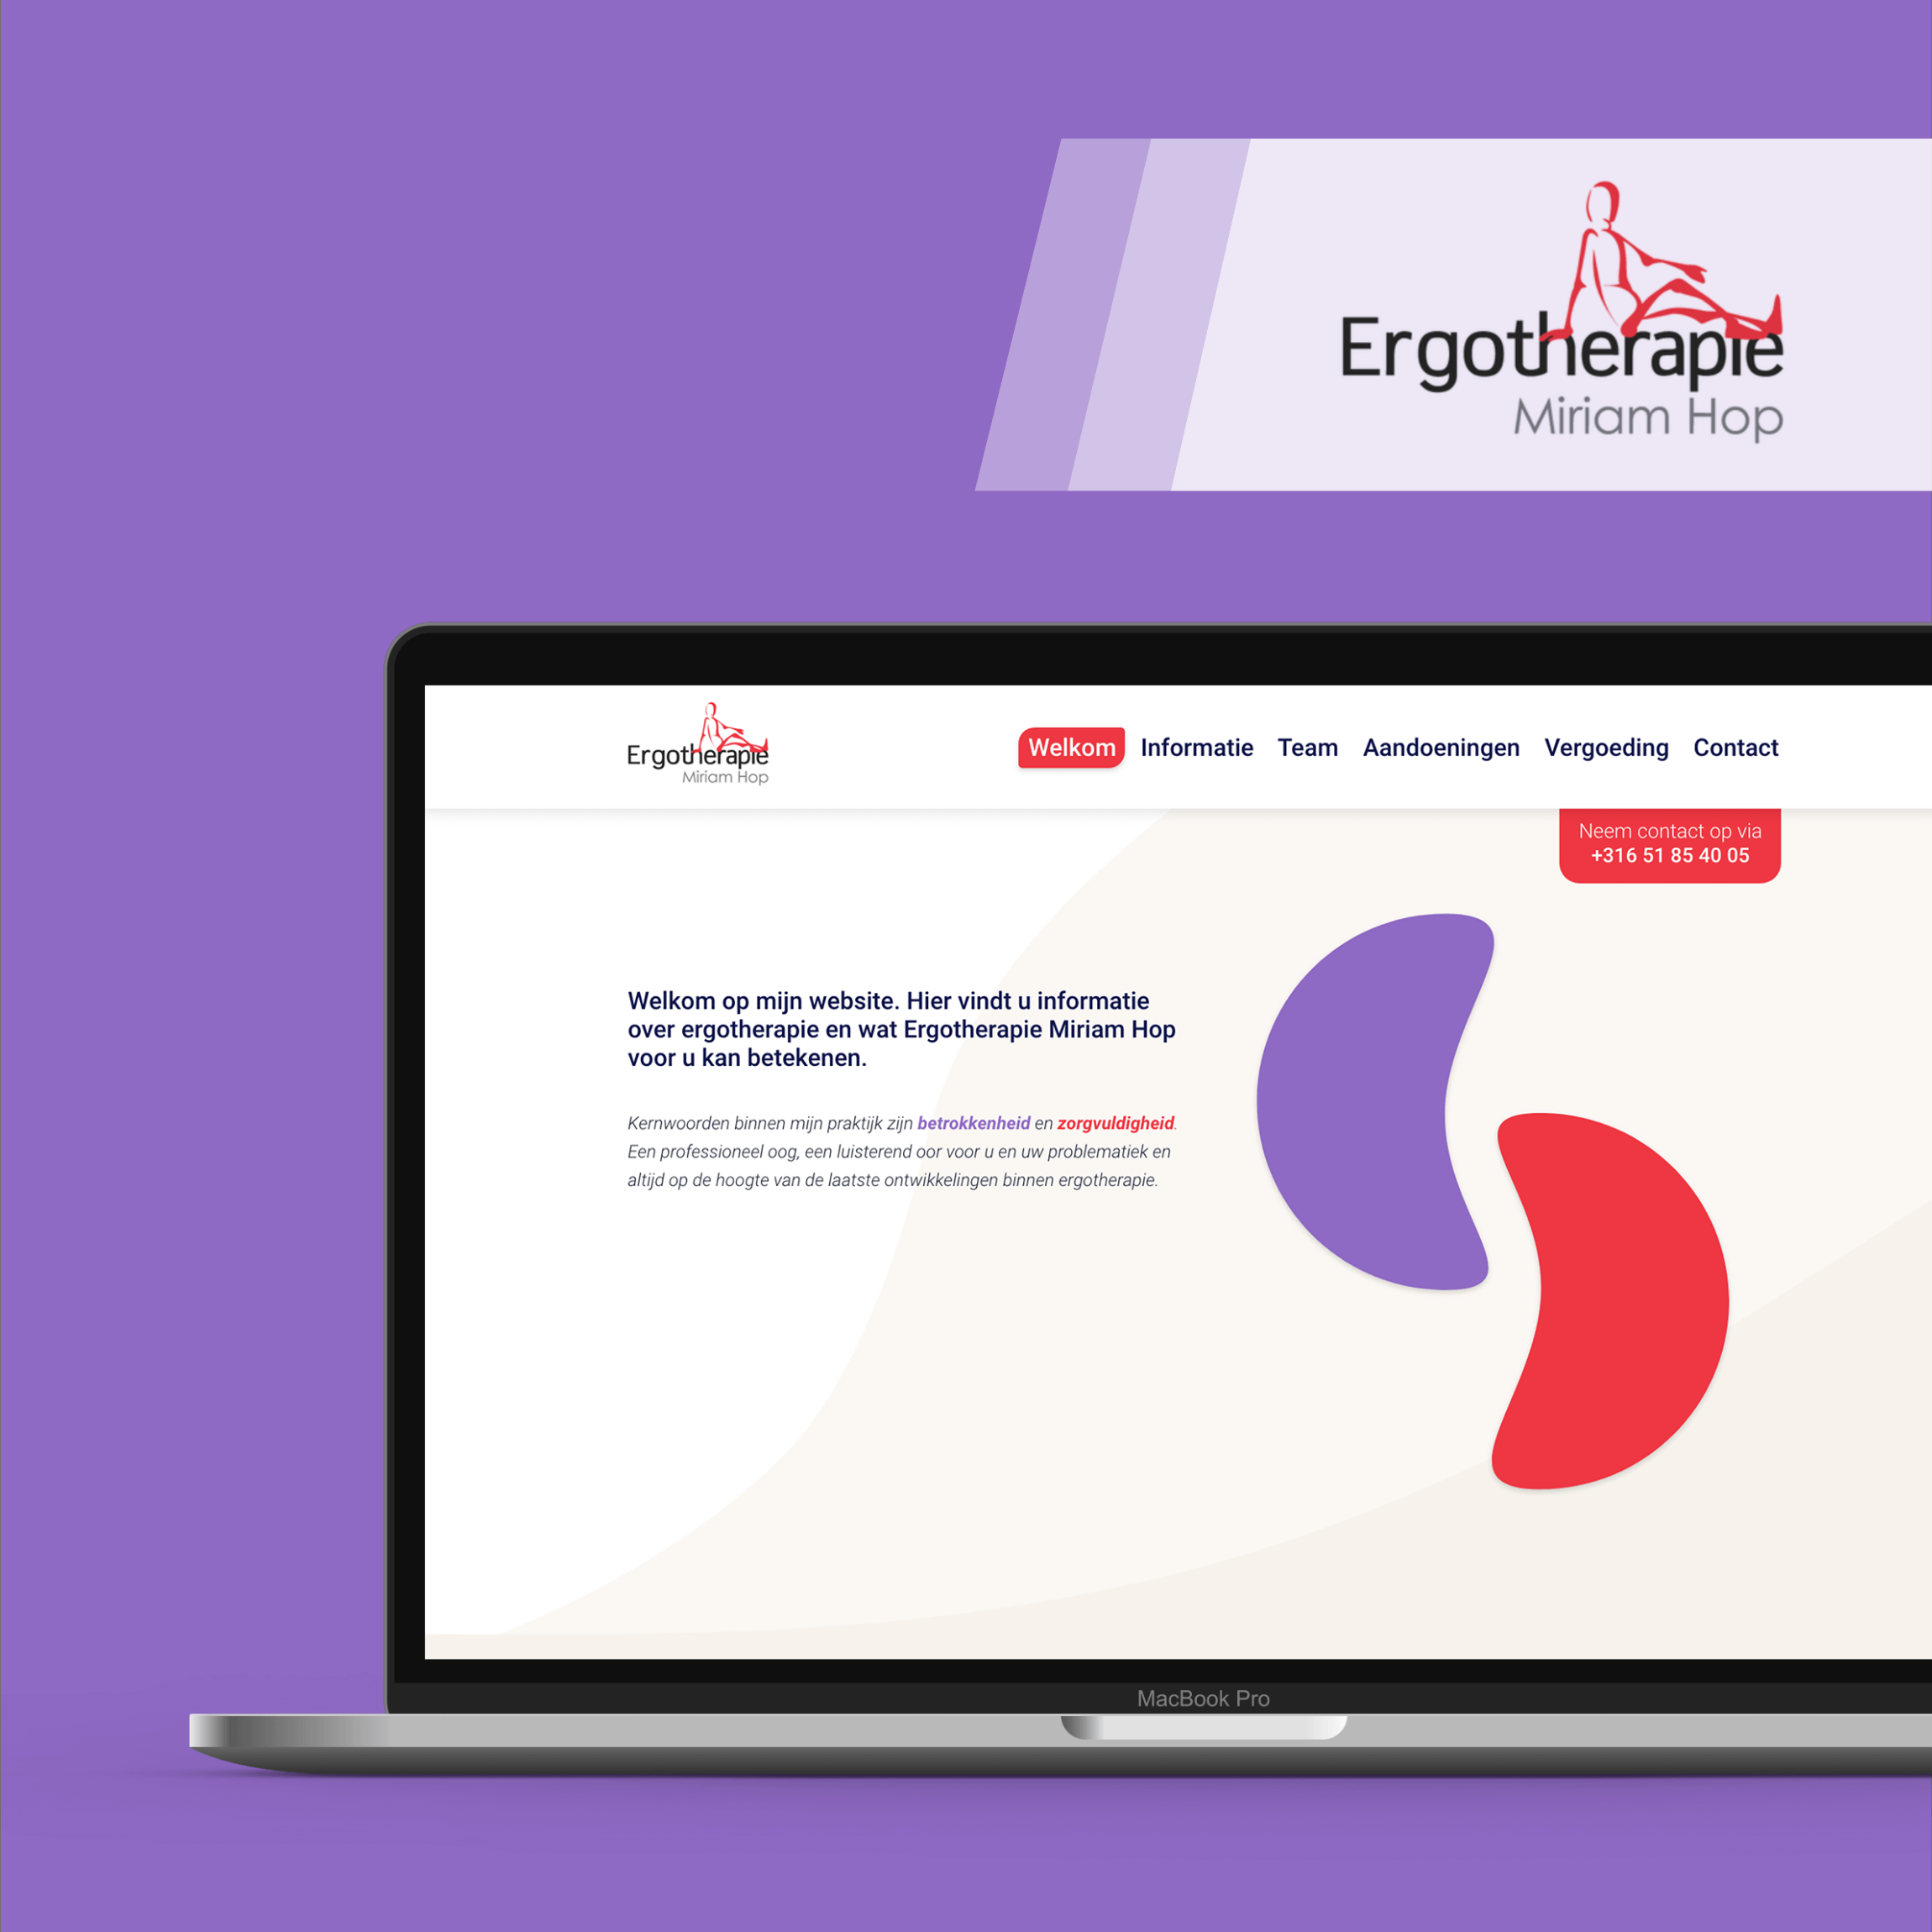 Ergotherapie
Miriam Hop
Ergotherapie
Miriam Hop
Welkom Informatie Team Aandoeningen Vergoeding Contact
Neem contact op via
+316 51 85 40 05
Welkom op mijn website. Hier vindt u informatie
over ergotherapie en wat Ergotherapie Miriam Hop
voor u kan betekenen.
Kernwoorden binnen mijn praktijk zijn betrokkenheid en zorgvuldigheid.
Een professioneel oog, een luisterend oor voor u en uw problematiek en
altijd op de hoogte van de laatste ontwikkelingen binnen ergotherapie.
MacBook Pro